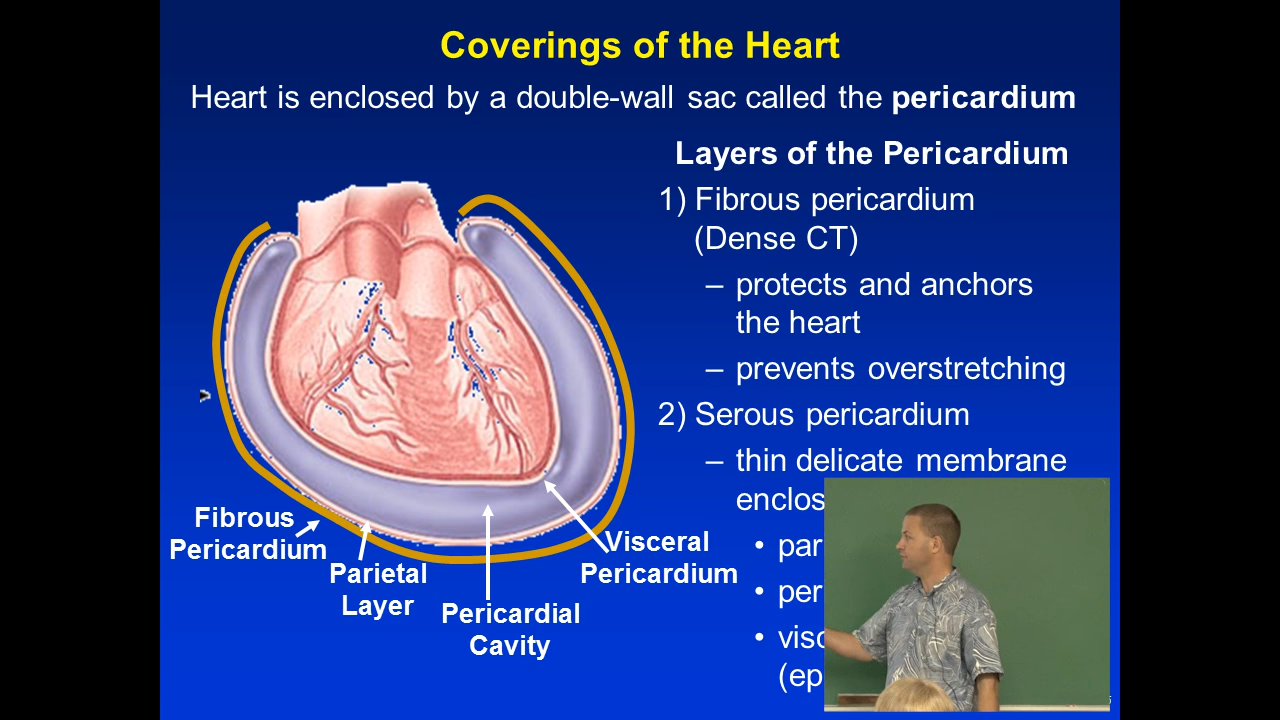 Coverings of the Heart
Heart is enclosed by a double-wall sac called the pericardium
Layers of the Pericardium
1) Fibrous pericardium
(Dense CT)
– protects and anchors
the heart
– prevents overstretching
2) Serous pericardium
– thin delicate membrane
Fibrous
Pericardium
Parietal
Layer
Pericardial
Cavity
Visceral
Pericardium